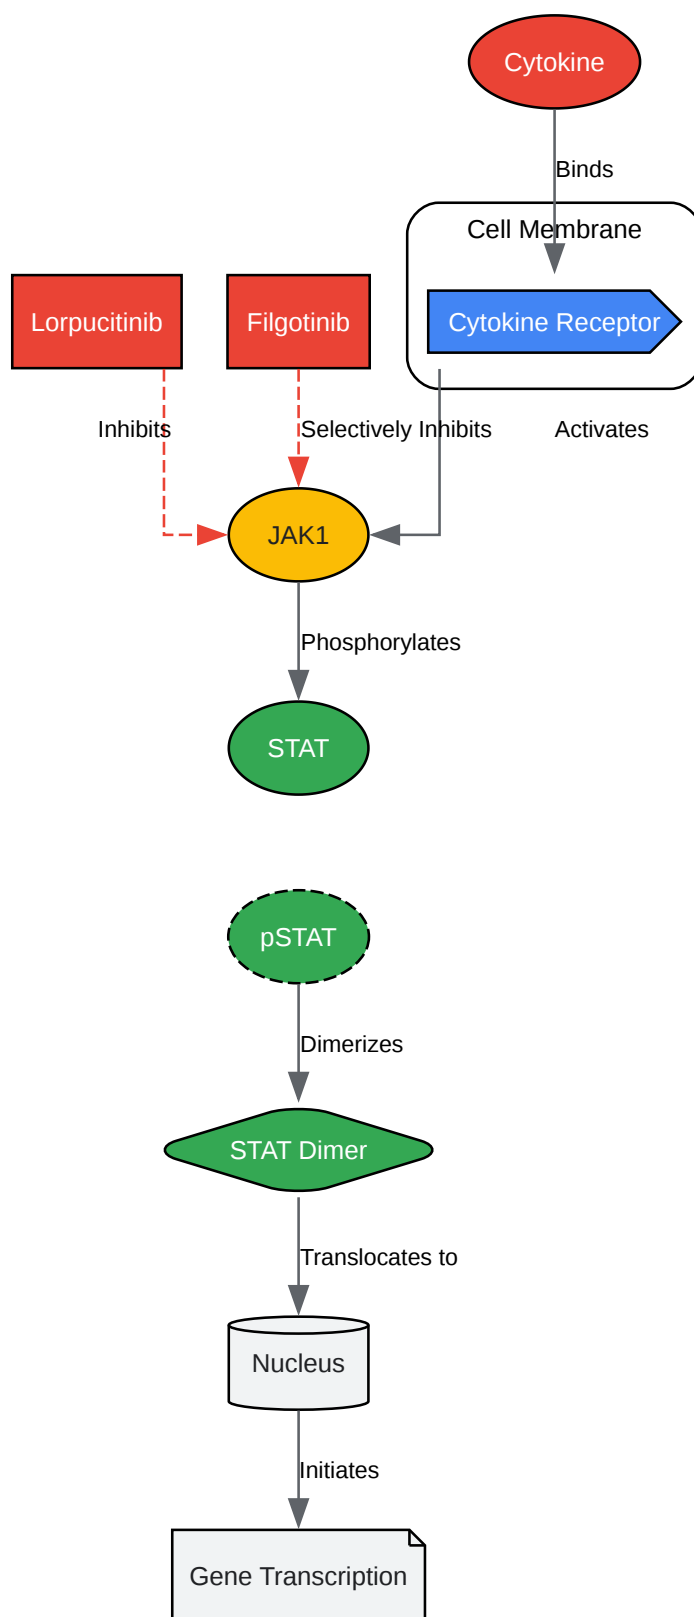 Cytokine
Binds
Cell Membrane
Lorpucitinib
Filgotinib
Cytokine Receptor
Inhibits
Selectively Inhibits
Activates
JAK1
Phosphorylates
STAT
pSTAT
Dimerizes
STAT Dimer
Translocates to
Nucleus
Initiates
Gene Transcription